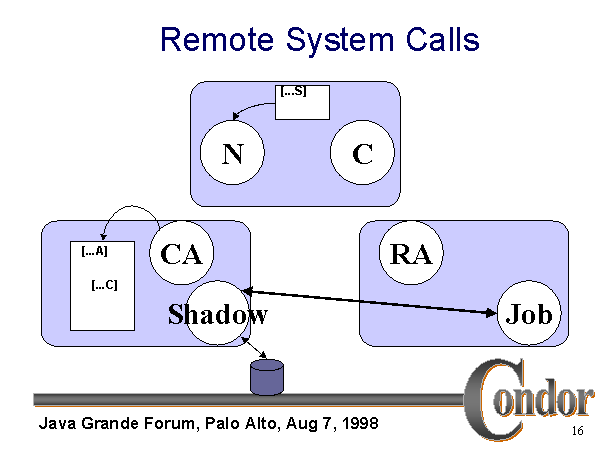 Remote System Calls
[...S]
N
C
[...A]
CA
RA
[...C]
Shadow
Job
Condor
Java Grande Forum, Palo Alto, Aug 7, 1998
16